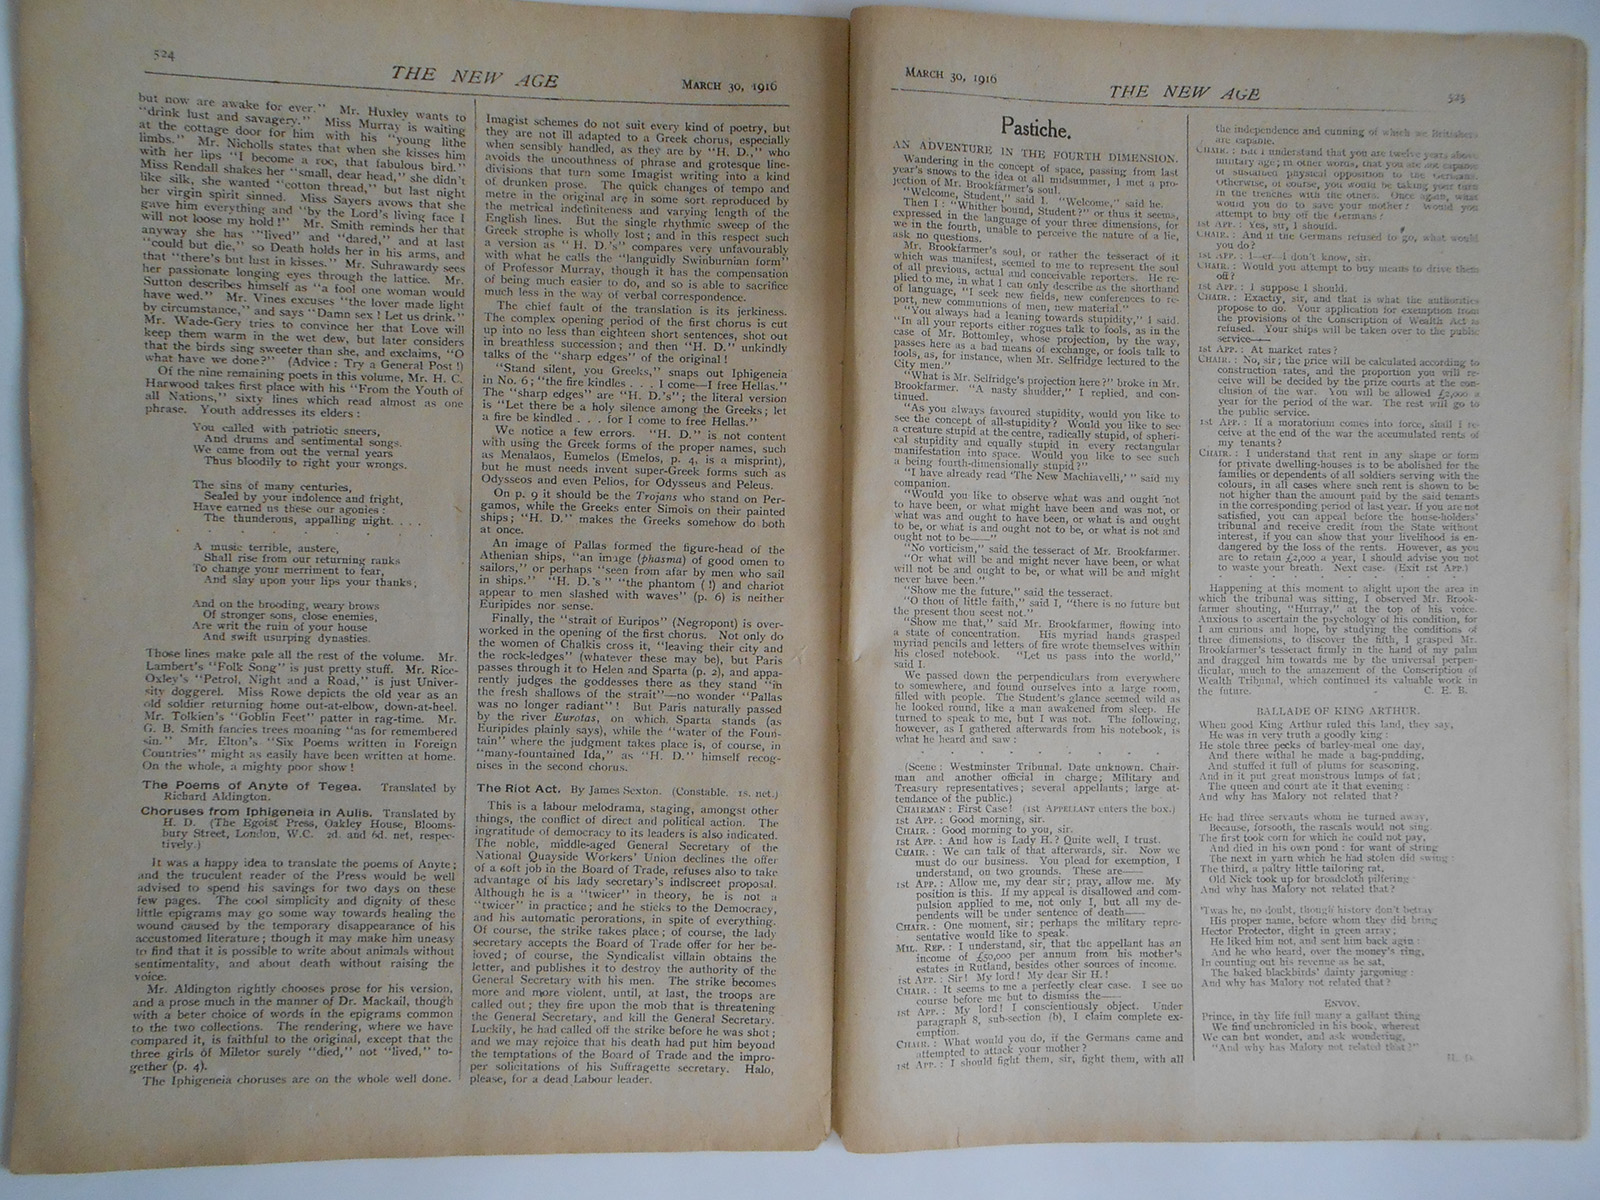 524
THE NEW AGE
MARCH 30, 1916
but now are awake for ever." Mr. Huxley wants to
"drink lust and savagery." Miss Murray is waiting
at the cottage door for him with his "young lithe
limbs." Mr. Nicholls states that when she kisses him
with her lips "I become a roc, that fabulous bird."
Miss Rendall shakes her "small, dear head," she didn't
like silk, she wanted "cotton thread," but last night
her virgin spirit sinned. Miss Sayers avows that she
gave him everything and "by the Lord's living face I
will not loose my hold!" Mr. Smith reminds her that
anyway she has "lived" and "dared," and at last
"could but die," so Death holds her in his arms, and
that "there's but lust in kisses." Mr. Suhrawardy sees
her passionate longing eyes through the lattice. Mr.
Sutton describes himself as "a fool one woman would
have wed." Mr. Vines excuses "the lover made light
by circumstance," and says "Damn sex! Let us drink."
Mr. Wade-Gery tries to convince her that Love will
keep them warm in the wet dew, but later considers
that the birds sing sweeter than she, and exclaims, "O
what have we done?" (Advice: Try a General Post!)
Of the nine remaining poets in this volume, Mr. H. C.
Harwood takes first place with his "From the Youth of
all Nations," sixty lines which read almost as one
phrase. Youth addresses its elders:
You called with patriotic sneers,
And drums and sentimental songs.
We came from out the vernal years
Thus bloodily to right your wrongs.
The sins of many centuries,
Sealed by your indolence and fright,
Have earned us these our agonies:
The thunderous, appalling night. . . .
A music terrible, austere,
Shall rise from our returning ranks
To change your merriment to fear,
And slay upon your lips your thanks;
And on the brooding, weary brows
Of stronger sons, close enemies,
Are writ the ruin of your house
And swift usurping dynasties.
Those lines make pale all the rest of the volume. Mr.
Lambert's "Folk Song" is just pretty stuff. Mr. Rice-
Oxley's "Petrol, Night and a Road," is just Univer-
sity doggerel. Miss Rowe depicts the old year as an
old soldier returning home out-at-elbow, down-at-heel.
Mr. Tolkien's "Goblin Feet" patter in rag-time. Mr.
G. B. Smith fancies trees moaning "as for remembered
sin." Mr. Elton's "Six Poems written in Foreign
Countries" might as easily have been written at home.
On the whole, a mighty poor show!
The Poems of Anyte of Tegea. Translated by
Richard Aldington.
Choruses from Iphigeneia in Aulis. Translated by
H. D. (The Egoist Press, Oakley House, Blooms-
bury Street, London, W.C. 2d. and 6d. net, respec-
tively.)
It was a happy idea to translate the poems of Anyte;
and the truculent reader of the Press would be well
advised to spend his savings for two days on these
few pages. The cool simplicity and dignity of these
little epigrams may go some way towards healing the
wound caused by the temporary disappearance of his
accustomed literature; though it may make him uneasy
to find that it is possible to write about animals without
sentimentality, and about death without raising the
voice.
Mr. Aldington rightly chooses prose for his version,
and a prose much in the manner of Dr. Mackail, though
with a beter choice of words in the epigrams common
to the two collections. The rendering, where we have
compared it, is faithful to the original, except that the
three girls of Miletor surely "died," not "lived," to-
gether (p. 4).
The Iphigeneia choruses are on the whole well done.
Imagist schemes do not suit every kind of poetry, but
they are not ill adapted to a Greek chorus, especially
when sensibly handled, as they are by "H. D.," who
avoids the uncouthness of phrase and grotesque line-
divisions that turn some Imagist writing into a kind
of drunken prose. The quick changes of tempo and
metre in the original are in some sort reproduced by
the metrical indefiniteness and varying length of the
English lines. But the single rhythmic sweep of the
Greek strophe is wholly lost; and in this respect such
a version as "H. D.'s" compares very unfavourably
with what he calls the "languidly Swinburnian form"
of Professor Murray, though it has the compensation
of being much easier to do, and so is able to sacrifice
much less in the way of verbal correspondence.
The chief fault of the translation is its jerkiness.
The complex opening period of the first chorus is cut
up into no less than eighteen short sentences, shot out
in breathless succession; and then "H. D." unkindly
talks of the "sharp edges" of the original!
"Stand silent, you Greeks," snaps out Iphigeneia
in No. 6; "the fire kindles . . . I come—I free Hellas."
The "sharp edges" are "H. D.'s"; the literal version
is "Let there be a holy silence among the Greeks; let
a fire be kindled . . . for I come to free Hellas."
We notice a few errors. "H. D." is not content
with using the Greek forms of the proper names, such
as Menalaos, Eumelos (Emelos, p. 4, is a misprint),
but he must needs invent super-Greek forms such as
Odysseos and even Pelios, for Odysseus and Peleus.
On p. 9 it should be the Trojans who stand on Per-
gamos, while the Greeks enter Simois on their painted
ships; "H. D." makes the Greeks somehow do both
at once.
An image of Pallas formed the figure-head of the
Athenian ships, "an image (phasma) of good omen to
sailors," or perhaps "seen from afar by men who sail
in ships." "H. D.'s" "the phantom (!) and chariot
appear to men slashed with waves" (p. 6) is neither
Euripides nor sense.
Finally, the "strait of Euripos" (Negropont) is over-
worked in the opening of the first chorus. Not only do
the women of Chalkis cross it, "leaving their city and
the rock-ledges" (whatever these may be), but Paris
passes through it to Helen and Sparta (p. 2), and appa-
rently judges the goddesses there as they stand "in
the fresh shallows of the strait"—no wonder "Pallas
was no longer radiant"! But Paris naturally passed
by the river Eurotas, on which Sparta stands (as
Euripides plainly says), while the "water of the Foun-
tain" where the judgment takes place is, of course, in
"many-fountained Ida," as "H. D." himself recog-
nises in the second chorus.
The Riot Act. By James Sexton. (Constable. 1s. net.)
This is a labour melodrama, staging, amongst other
things, the conflict of direct and political action. The
ingratitude of democracy to its leaders is also indicated.
The noble, middle-aged General Secretary of the
National Quayside Workers' Union declines the offer
of a soft job in the Board of Trade, refuses also to take
advantage of his lady secretary's indiscreet proposal.
Although he is a "twicer" in theory, he is not a
"twicer" in practice; and he sticks to the Democracy,
and his automatic perorations, in spite of everything.
Of course, the strike takes place; of course, the lady
secretary accepts the Board of Trade offer for her be-
loved; of course, the Syndicalist villain obtains the
letter, and publishes it to destroy the authority of the
General Secretary with his men. The strike becomes
more and more violent, until, at last, the troops are
called out; they fire upon the mob that is threatening
the General Secretary, and kill the General Secretary.
Luckily, he had called off the strike before he was shot;
and we may rejoice that his death had put him beyond
the temptations of the Board of Trade and the impro-
per solicitations of his Suffragette secretary. Halo,
please, for a dead Labour leader.
MARCH 30, 1916
THE NEW AGE
525
Pastiche.
AN ADVENTURE IN THE FOURTH DIMENSION.
Wandering in the concept of space, passing from last
year's snows to the idea of all midsummer, I met a pro-
jection of Mr. Brookfarmer's soul.
"Welcome, Student," said I. "Welcome," said he.
Then I: "Whither bound, Student?" or thus it seems,
expressed in the language of your three dimensions, for
we in the fourth, unable to perceive the nature of a lie,
ask no questions.
Mr. Brookfarmer's soul, or rather the tesseract of it
which was manifest, seemed to me to represent the soul
of all previous, actual and conceivable reporters. He re-
plied to me, in what I can only describe as the shorthand
of language, "I seek new fields, new conferences to re-
port, new communions of men, new material."
"You always had a leaning towards stupidity," I said.
"In all your reports either rogues talk to fools, as in the
case of Mr. Bottomley, whose projection, by the way,
passes here as a bad means of exchange, or fools talk to
fools, as, for instance, when Mr. Selfridge lectured to the
City men."
"What is Mr. Selfridge's projection here?" broke in Mr.
Brookfarmer. "A nasty shudder," I replied, and con-
tinued.
"As you always favoured stupidity, would you like to
see the concept of all-stupidity? Would you like to see
a creature stupid at the centre, radically stupid, of spheri-
cal stupidity and equally stupid in every rectangular
manifestation into space. Would you like to see such
a being fourth-dimensionally stupid?"
"I have already read 'The New Machiavelli,'" said my
companion.
"Would you like to observe what was and ought not
to have been, or what might have been and was not, or
what was and ought to have been, or what is and ought
to be, or what is and ought not to be, or what is not and
ought not to be——"
"No vorticism," said the tesseract of Mr. Brookfarmer.
"Or what will be and might never have been, or what
will not be and ought to be, or what will be and might
never have been."
"Show me the future," said the tesseract.
"O thou of little faith," said I, "there is no future but
the present thou seest not."
"Show me that," said Mr. Brookfarmer, flowing into
a state of concentration. His myriad hands grasped
myriad pencils and letters of fire wrote themselves within
his closed notebook. "Let us pass into the world,"
said I.
We passed down the perpendiculars from everywhere
to somewhere, and found ourselves into a large room,
filled with people. The Student's glance seemed wild as
he looked round, like a man awakened from sleep. He
turned to speak to me, but I was not. The following,
however, as I gathered afterwards from his notebook, is
what he heard and saw:
(Scene: Westminster Tribunal. Date unknown. Chair-
man and another official in charge; Military and
Treasury representatives; several appellants; large at-
tendance of the public.)
CHAIRMAN: First Case! (1ST APPELLANT enters the box.)
1ST APP.: Good morning, sir.
CHAIR.: Good morning to you, sir.
1ST APP.: And how is Lady H.? Quite well, I trust.
CHAIR.: We can talk of that afterwards, sir. Now we
must do our business. You plead for exemption, I
understand, on two grounds. These are——
1ST APP.: Allow me, my dear sir; pray, allow me. My
position is this. If my appeal is disallowed and com-
pulsion applied to me, not only I, but all my de-
pendents will be under sentence of death——
CHAIR.: One moment, sir; perhaps the military repre-
sentative would like to speak.
MIL. REP.: I understand, sir, that the appellant has an
income of £50,000 per annum from his mother's
estates in Rutland, besides other sources of income.
1ST APP.: Sir! My lord! My dear Sir H.!
CHAIR.: It seems to me a perfectly clear case. I see no
course before me but to dismiss the——
1ST APP.: My lord! I conscientiously object. Under
paragraph 8, sub-section (b), I claim complete ex-
emption.
CHAIR.: What would you do, if the Germans came and
attempted to attack your mother?
1ST APP.: I should fight them, sir, fight them, with all
the independence and cunning of which we Britishers
are capable.
CHAIR.: But I understand that you are twelve years above
military age; in other words, that you are not capable
of sustained physical opposition to the Germans.
Otherwise, of course, you would be taking your turn
in the trenches with the others. Once again, what
would you do to save your mother? Would you
attempt to buy off the Germans?
1ST APP.: Yes, sir, I should.
CHAIR.: And if the Germans refused to go, what would
you do?
1ST APP.: I—er—I don't know, sir.
CHAIR.: Would you attempt to buy means to drive them
off?
1ST APP.: I suppose I should.
CHAIR.: Exactly, sir, and that is what the authorities
propose to do. Your application for exemption from
the provisions of the Conscription of Wealth Act is
refused. Your ships will be taken over to the public
service——
1ST APP.: At market rates?
CHAIR.: No, sir; the price will be calculated according to
construction rates, and the proportion you will re-
ceive will be decided by the prize courts at the con-
clusion of the war. You will be allowed £2,000 a
year for the period of the war. The rest will go to
the public service.
1ST APP.: If a moratorium comes into force, shall I re-
ceive at the end of the war the accumulated rents of
my tenants?
CHAIR.: I understand that rent in any shape or form
for private dwelling-houses is to be abolished for the
families or dependents of all soldiers serving with the
colours, in all cases where such rent is shown to be
not higher than the amount paid by the said tenants
in the corresponding period of last year. If you are not
satisfied, you can appeal before the house-holders'
tribunal and receive credit from the State without
interest, if you can show that your livelihood is en-
dangered by the loss of the rents. However, as you
are to retain £2,000 a year, I should advise you not
to waste your breath. Next case. (Exit 1ST APP.)
Happening at this moment to alight upon the area in
which the tribunal was sitting, I observed Mr. Brook-
farmer shouting, "Hurray," at the top of his voice.
Anxious to ascertain the psychology of his condition, for
I am curious and hope, by studying the conditions of
three dimensions, to discover the fifth, I grasped Mr.
Brookfarmer's tesseract firmly in the hand of my palm
and dragged him towards me by the universal perpen-
dicular, much to the amazement of the Conscription of
Wealth Tribunal, which continued its valuable work in
the future. C. E. B.
BALLADE OF KING ARTHUR.
When good King Arthur ruled this land, they say,
He was in very truth a goodly king:
He stole three pecks of barley-meal one day,
And there withal he made a bag-pudding,
And stuffed it full of plums for seasoning,
And in it put great monstrous lumps of fat;
The queen and court ate it that evening:
And why has Malory not related that?
He had three servants whom he turned away,
Because, forsooth, the rascals would not sing.
The first took corn for which he could not pay,
And died in his own pond: for want of string
The next in yarn which he had stolen did swing:
The third, a paltry little tailoring rat,
Old Nick took up for broadcloth pilfering:
And why has Malory not related that?
'Twas he, no doubt, though history don't betray
His proper name, before whom they did bring
Hector Protector, dight in green array;
He liked him not, and sent him back agin:
And he who heard, over the money's ring,
In counting out his revenue as he sat,
The baked blackbirds' dainty jargoning:
And why has Malory not related that?
ENVOY.
Prince, in thy life full many a gallant thing
We find unchronicled in his book, whereat
We can but wonder, and ask wondering,
"And why has Malory not related that?"